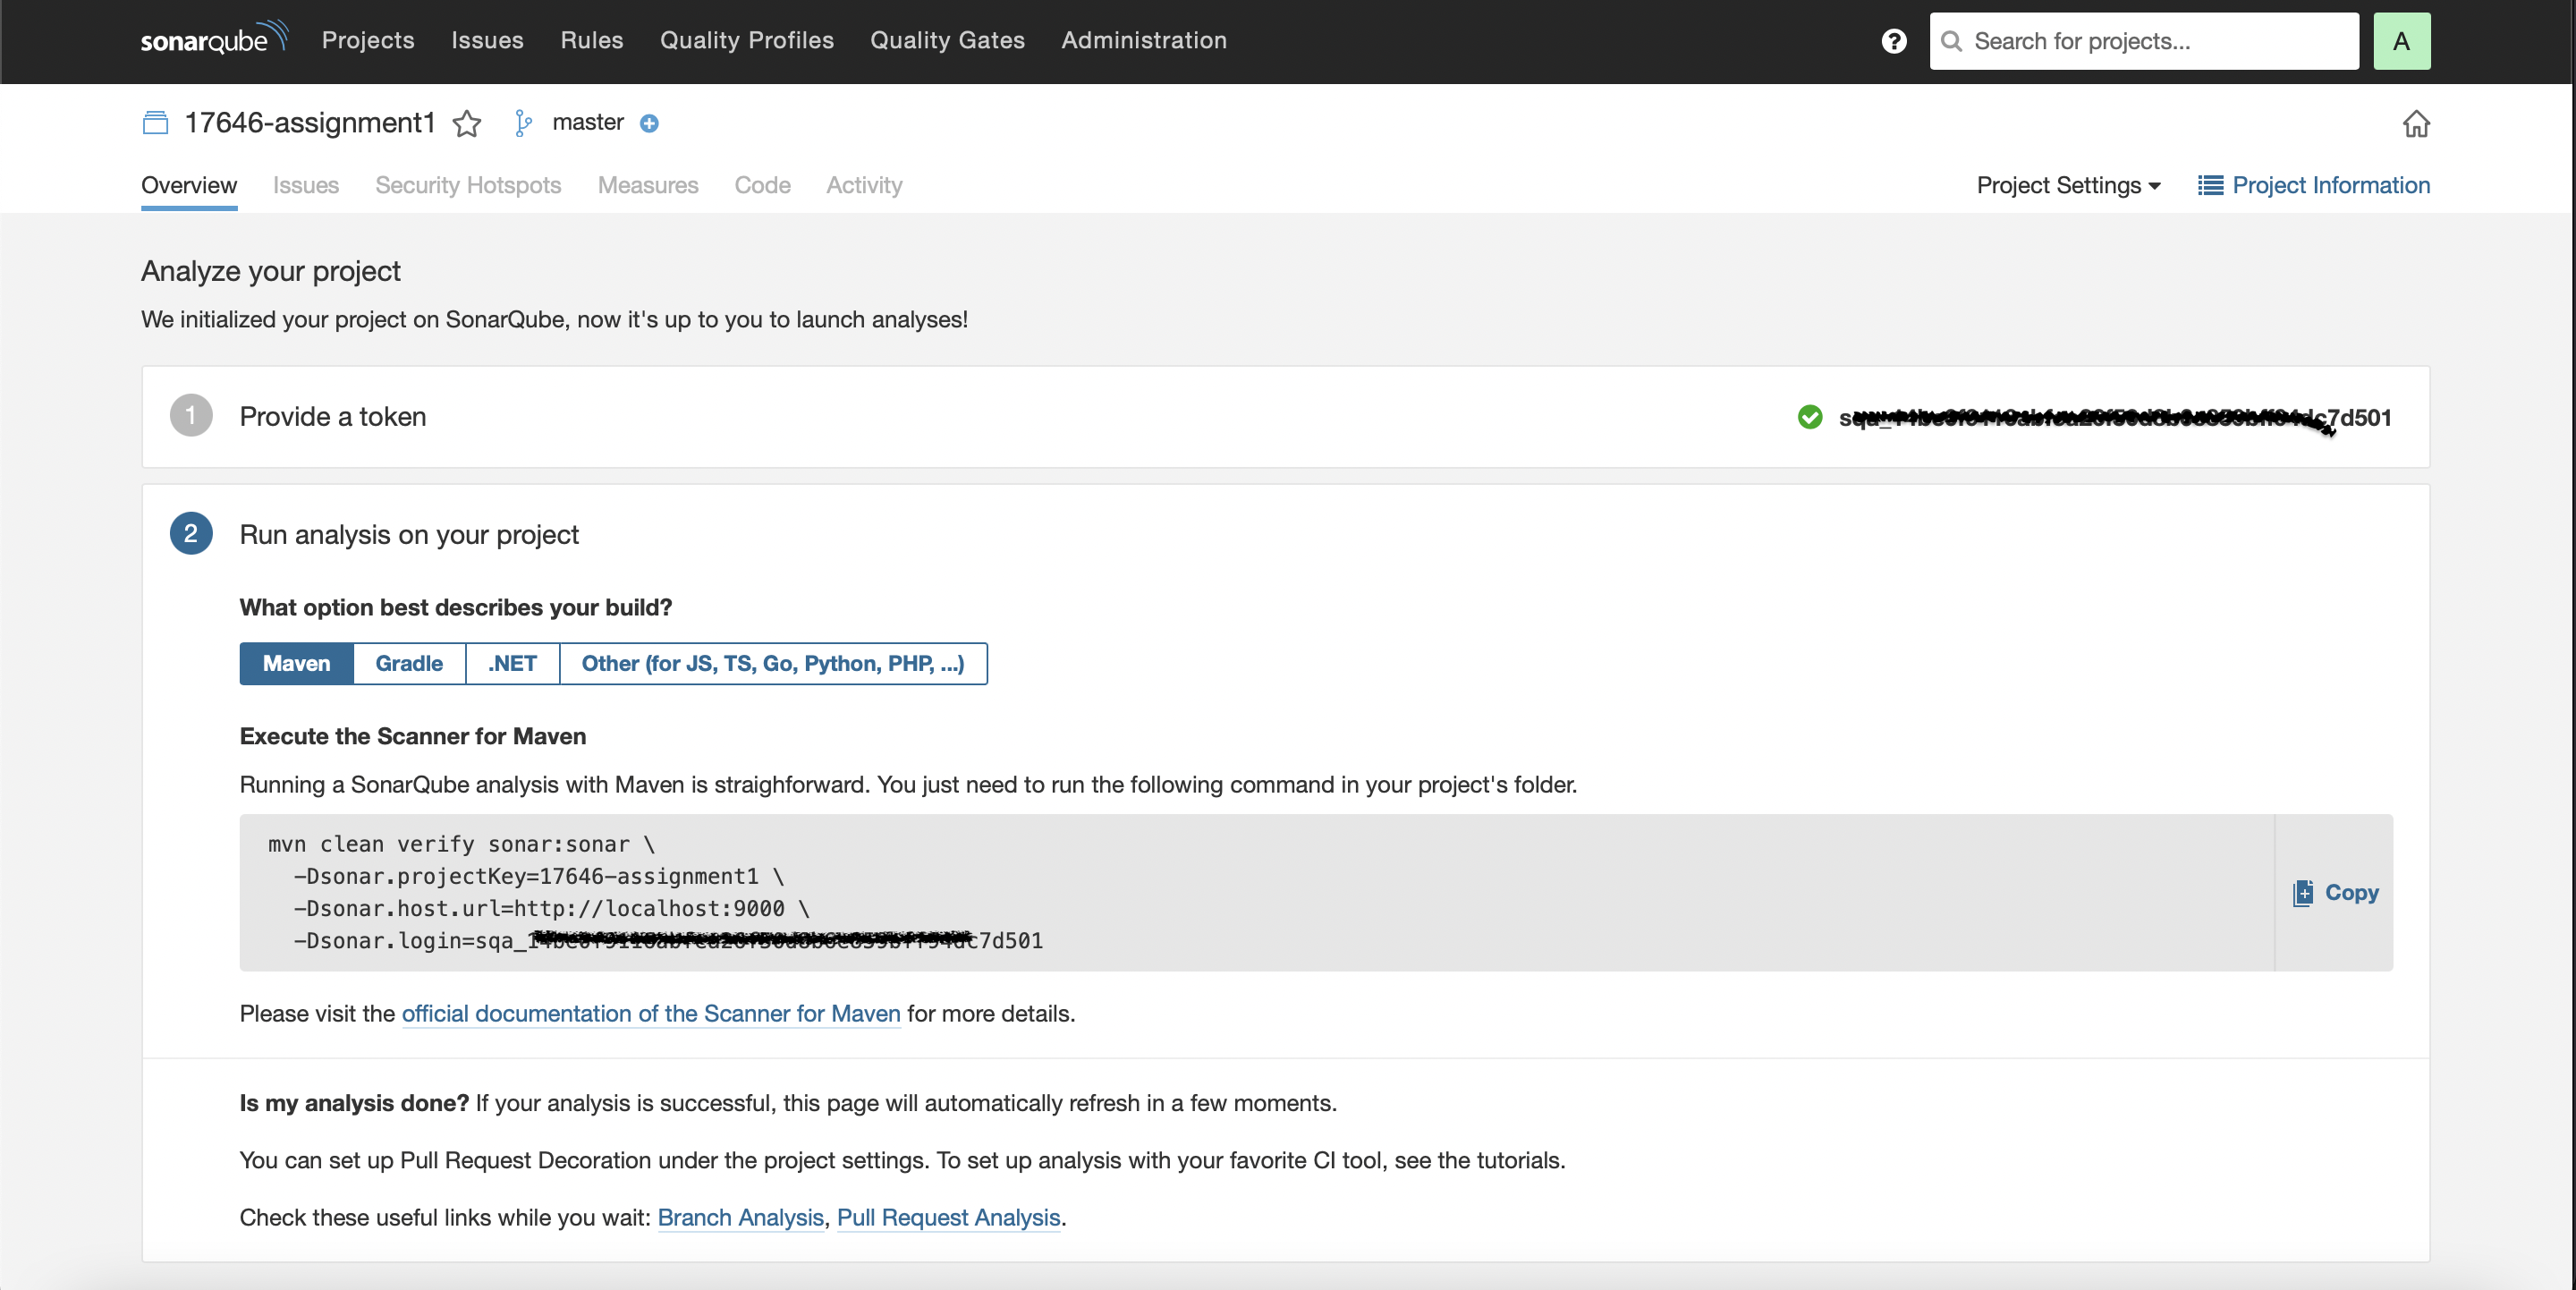 sonarqube Projects Issues Rules Quality Profiles Quality Gates Administration ? Search for projects... A
17646-assignment1 master
Overview Issues Security Hotspots Measures Code Activity Project Settings Project Information
Analyze your project
We initialized your project on SonarQube, now it's up to you to launch analyses!
1 Provide a token c7d501
2 Run analysis on your project
What option best describes your build?
Maven Gradle .NET Other (for JS, TS, Go, Python, PHP, ...)
Execute the Scanner for Maven
Running a SonarQube analysis with Maven is straighforward. You just need to run the following command in your project's folder.
mvn clean verify sonar:sonar \
-Dsonar.projectKey=17646-assignment1 \
-Dsonar.host.url=http://localhost:9000 \
-Dsonar.login=sqa_ c7d501
Copy
Please visit the official documentation of the Scanner for Maven for more details.
Is my analysis done? If your analysis is successful, this page will automatically refresh in a few moments.
You can set up Pull Request Decoration under the project settings. To set up analysis with your favorite CI tool, see the tutorials.
Check these useful links while you wait: Branch Analysis, Pull Request Analysis.